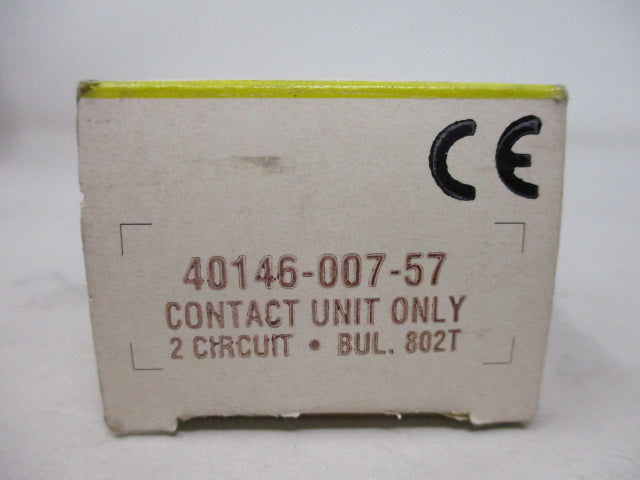 CE
40146-007-57
CONTACT UNIT ONLY
2 CIRCUIT • BUL. 802T